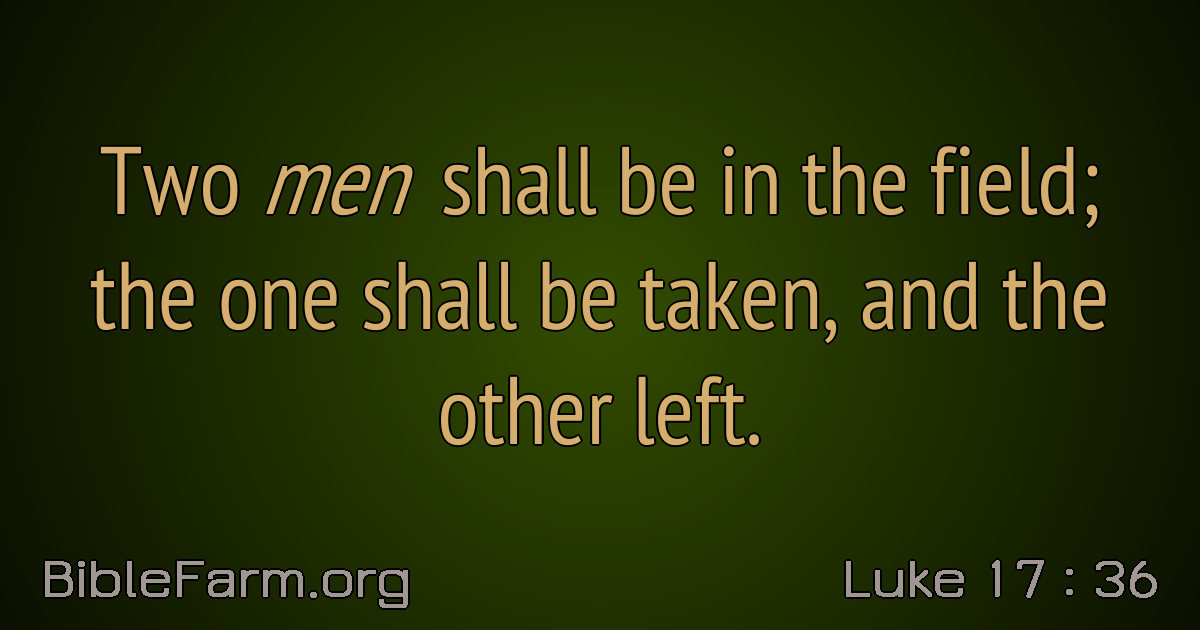 Two men shall be in the field;
the one shall be taken, and the
other left.
BibleFarm.org
Luke 17 : 36